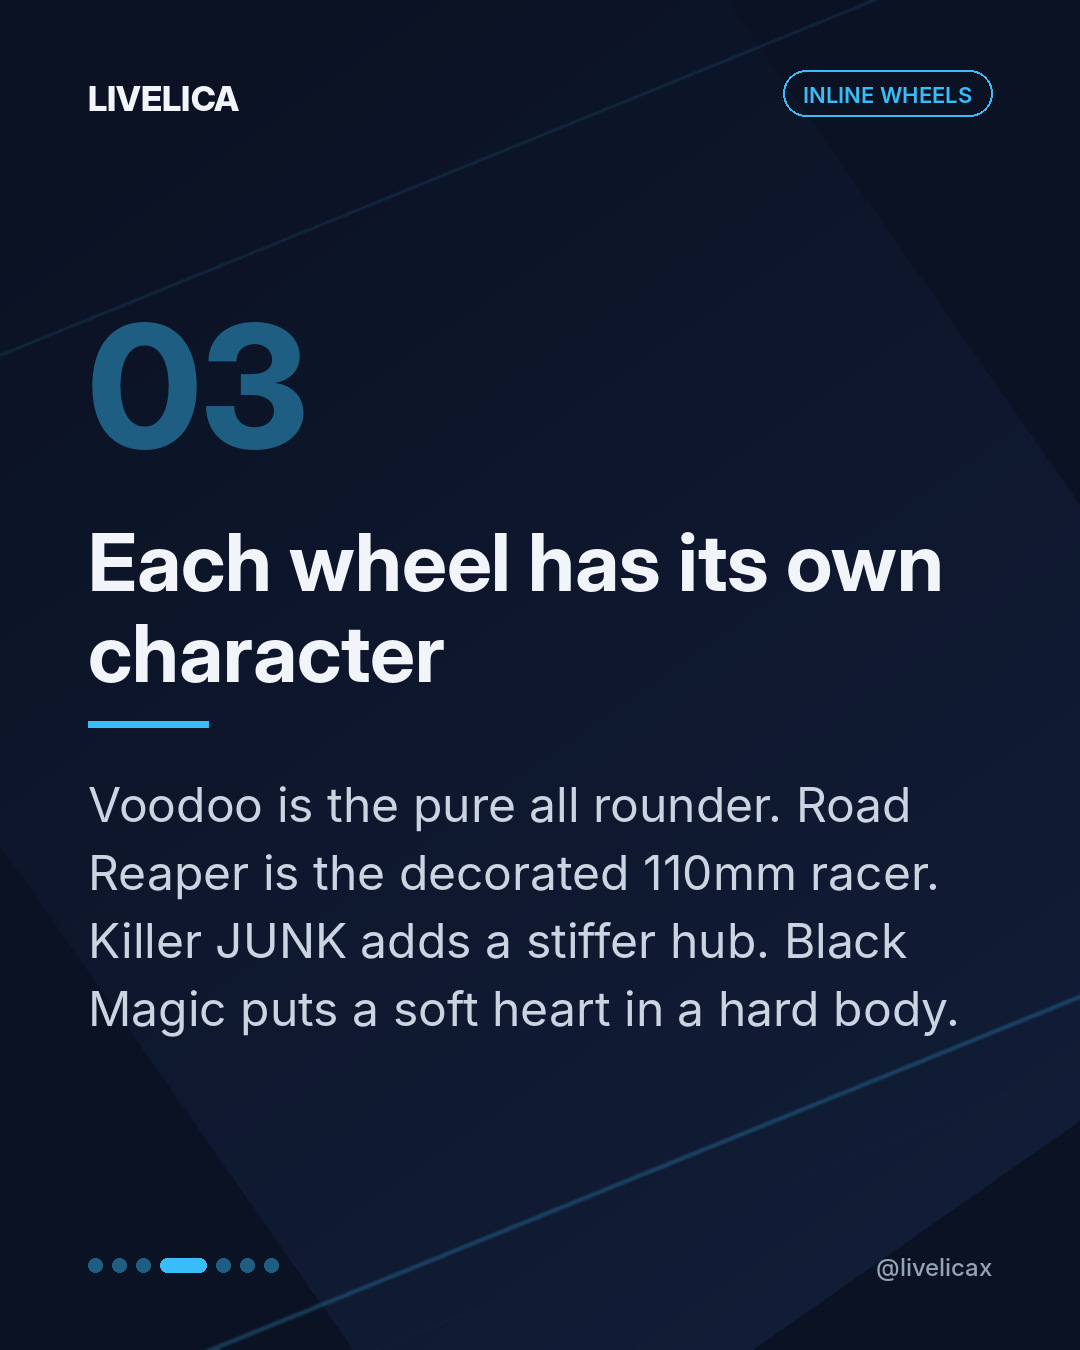 LIVELICA
INLINE WHEELS
03
Each wheel has its own
character
Voodoo is the pure all rounder. Road
Reaper is the decorated 110mm racer.
Killer JUNK adds a stiffer hub. Black
Magic puts a soft heart in a hard body.
@livelicax